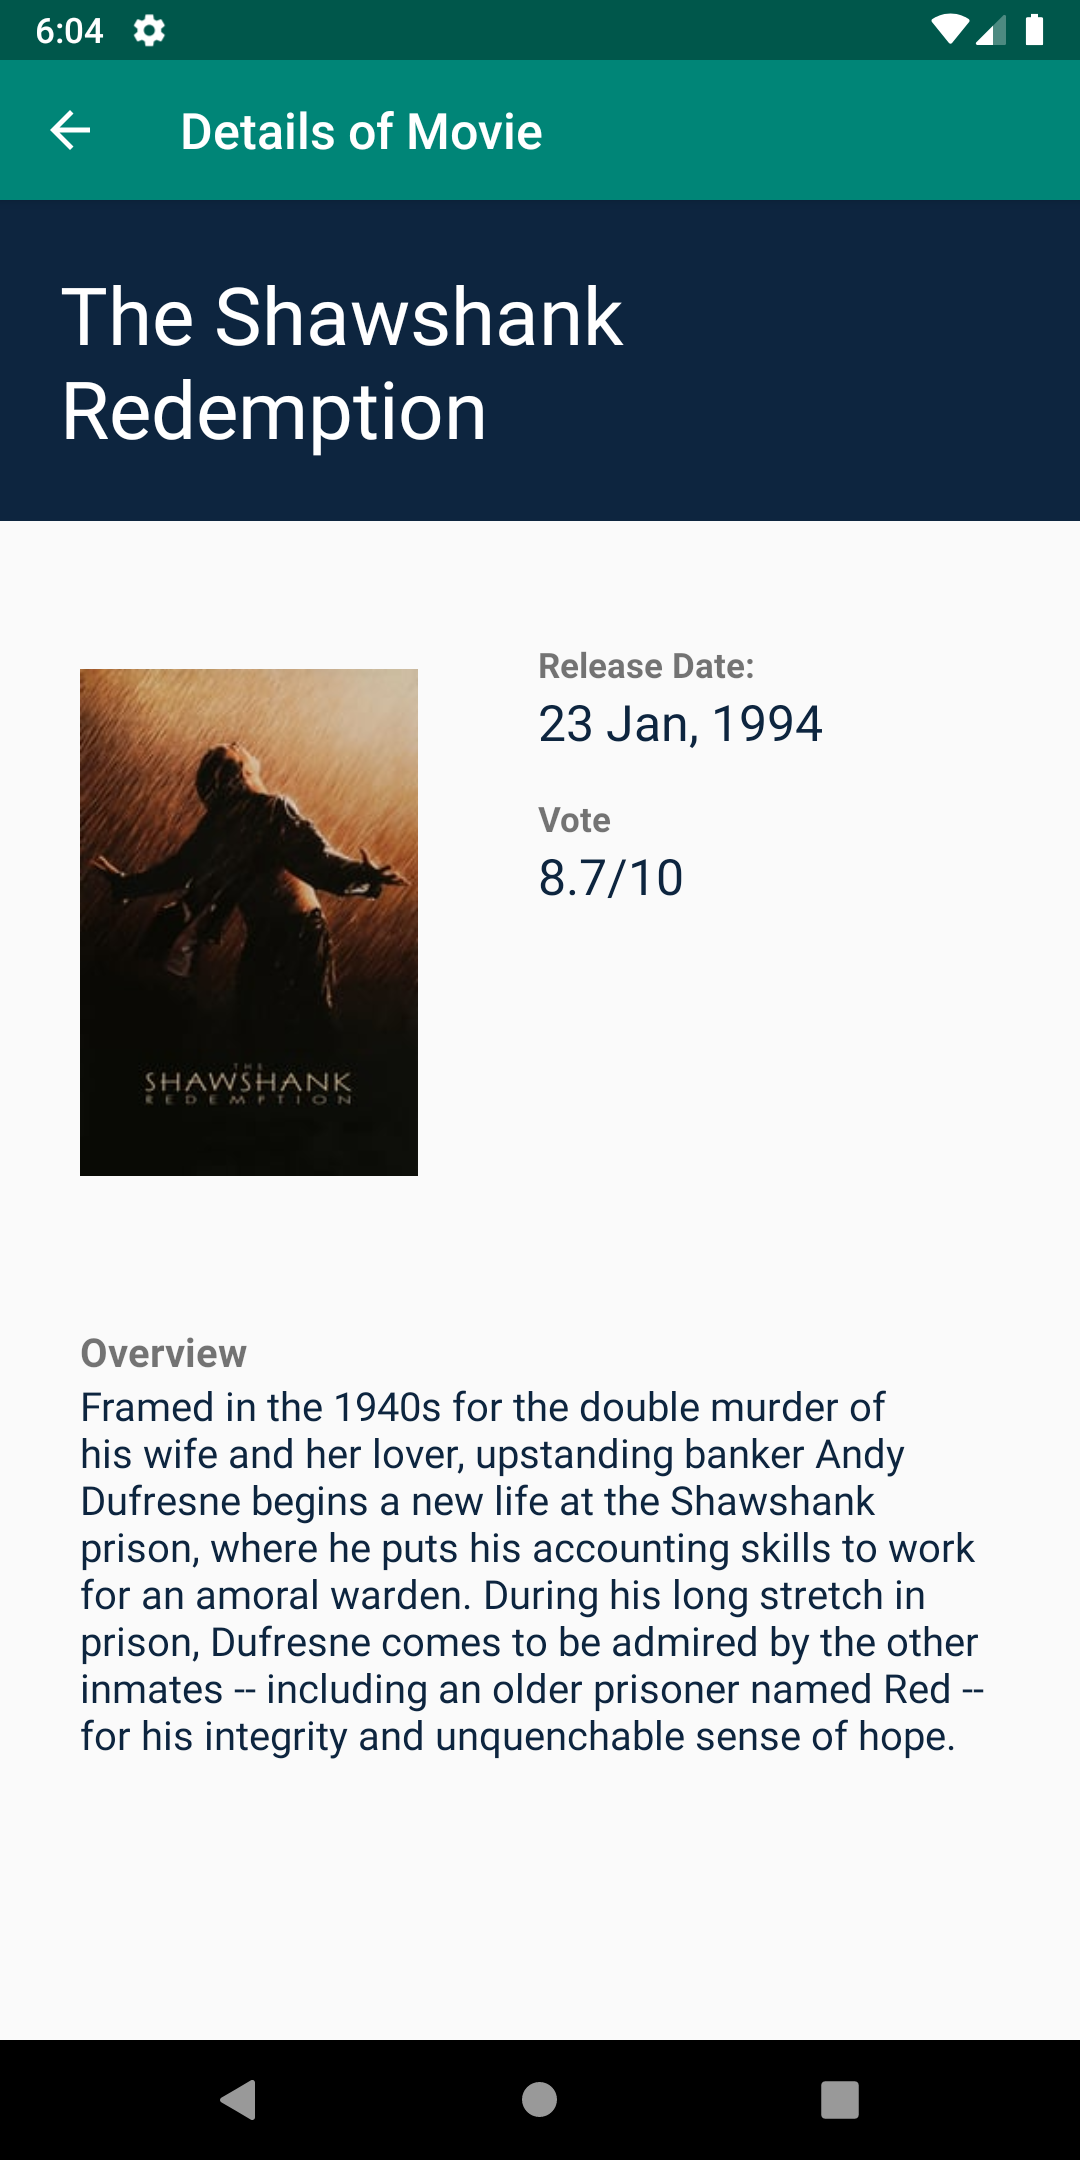 6:04
Details of Movie
The Shawshank
Redemption
Release Date:
23 Jan, 1994
Vote
8.7/10
THE
SHAWSHANK
REDEMPTION
Overview
Framed in the 1940s for the double murder of
his wife and her lover, upstanding banker Andy
Dufresne begins a new life at the Shawshank
prison, where he puts his accounting skills to work
for an amoral warden. During his long stretch in
prison, Dufresne comes to be admired by the other
inmates -- including an older prisoner named Red --
for his integrity and unquenchable sense of hope.